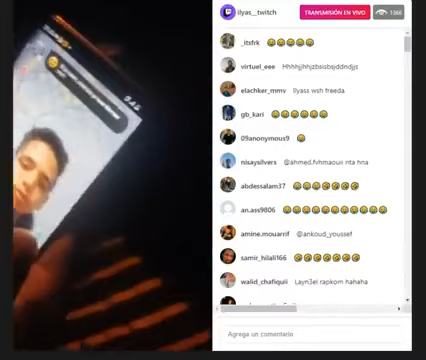 ilyas__twitch
TRANSMISIÓN EN VIVO
1366
_itsfrk 😂😂😂😂😂
virtuel_eee Hhhhjjhhjzbsisbsjddndjjs
elachker_mmv Ilyass wsh freeda
gb_kari 😂😂😂😂😂😂
09anonymous9 😂
nisaysilvers @ahmed.fvhmaouii nta hna
abdessalam37 😂😂😂🤣🤣🤣🤣
an.ass9806 😂😂😂😂😂😂😂😂😂😂😂
amine.mouarrif @ankoud_youssef
samir_hilali166 🤣🤣🤣🤣🤣🤣🤣
walid_chafiquii Layn3el rapkom hahaha
Agrega un comentario